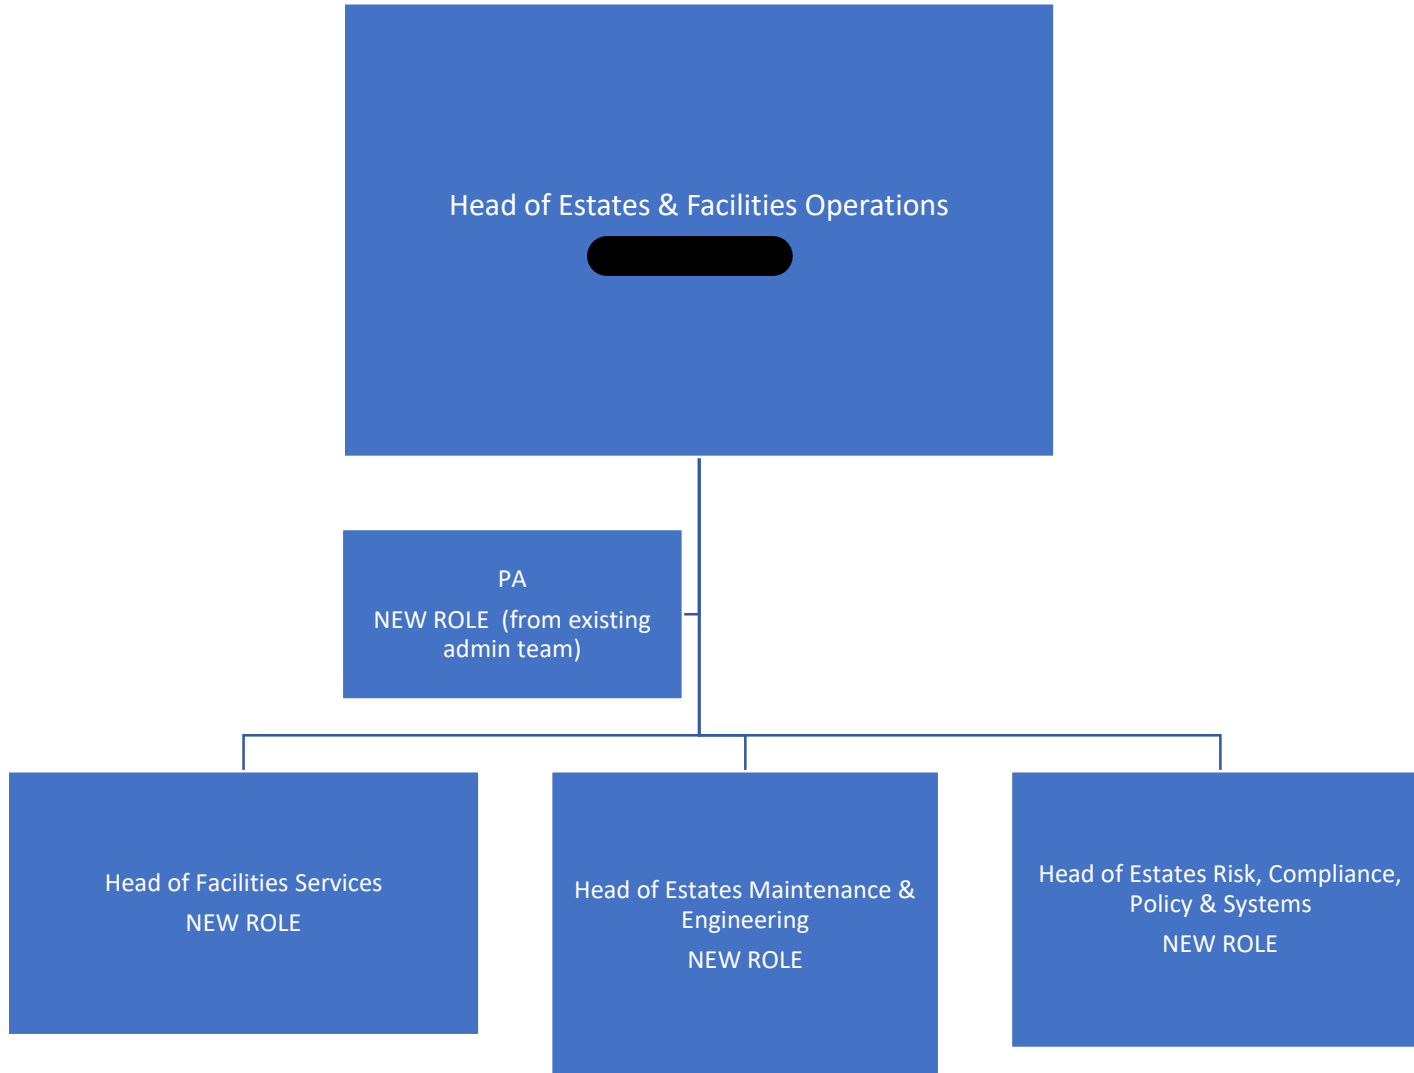 Head of Estates & Facilities Operations
PA
NEW ROLE  (from existing
admin team)
Head of Facilities Services
NEW ROLE
Head of Estates Maintenance &
Engineering
NEW ROLE
Head of Estates Risk, Compliance,
Policy & Systems
NEW ROLE